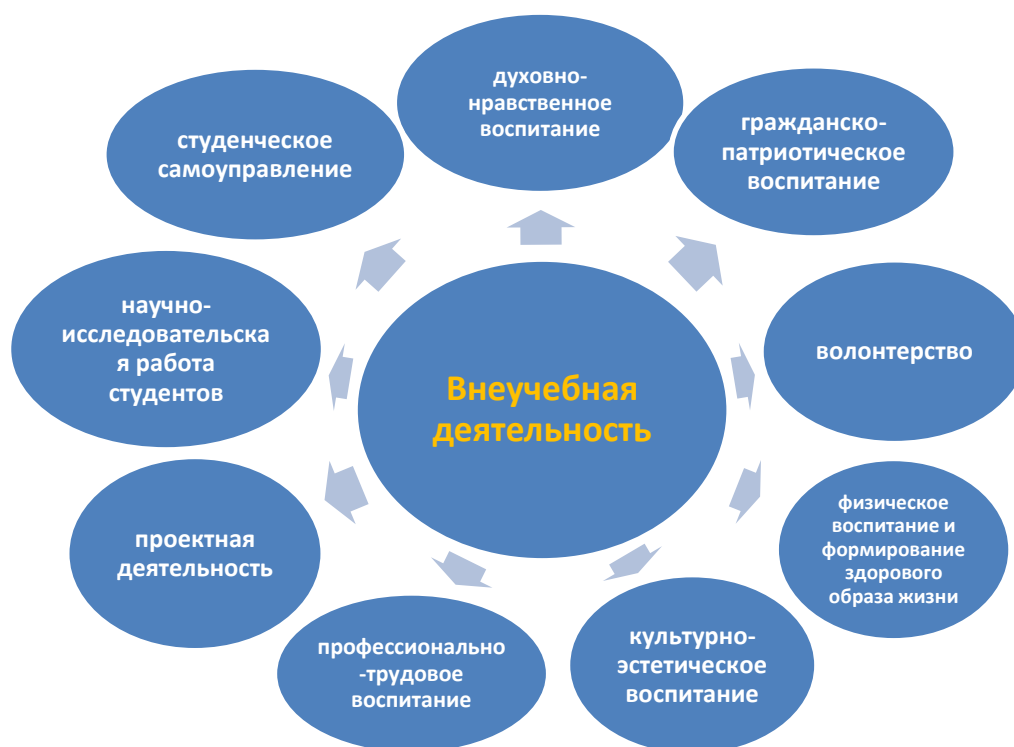 духовно-
нравственное
воспитание
гражданско-
патриотическое
воспитание
волонтерство
физическое
воспитание и
формирование
здорового
образа жизни
культурно-
эстетическое
воспитание
профессионально
-трудовое
воспитание
проектная
деятельность
научно-
исследовательска
я работа
студентов
студенческое
самоуправление
Внеучебная
деятельность